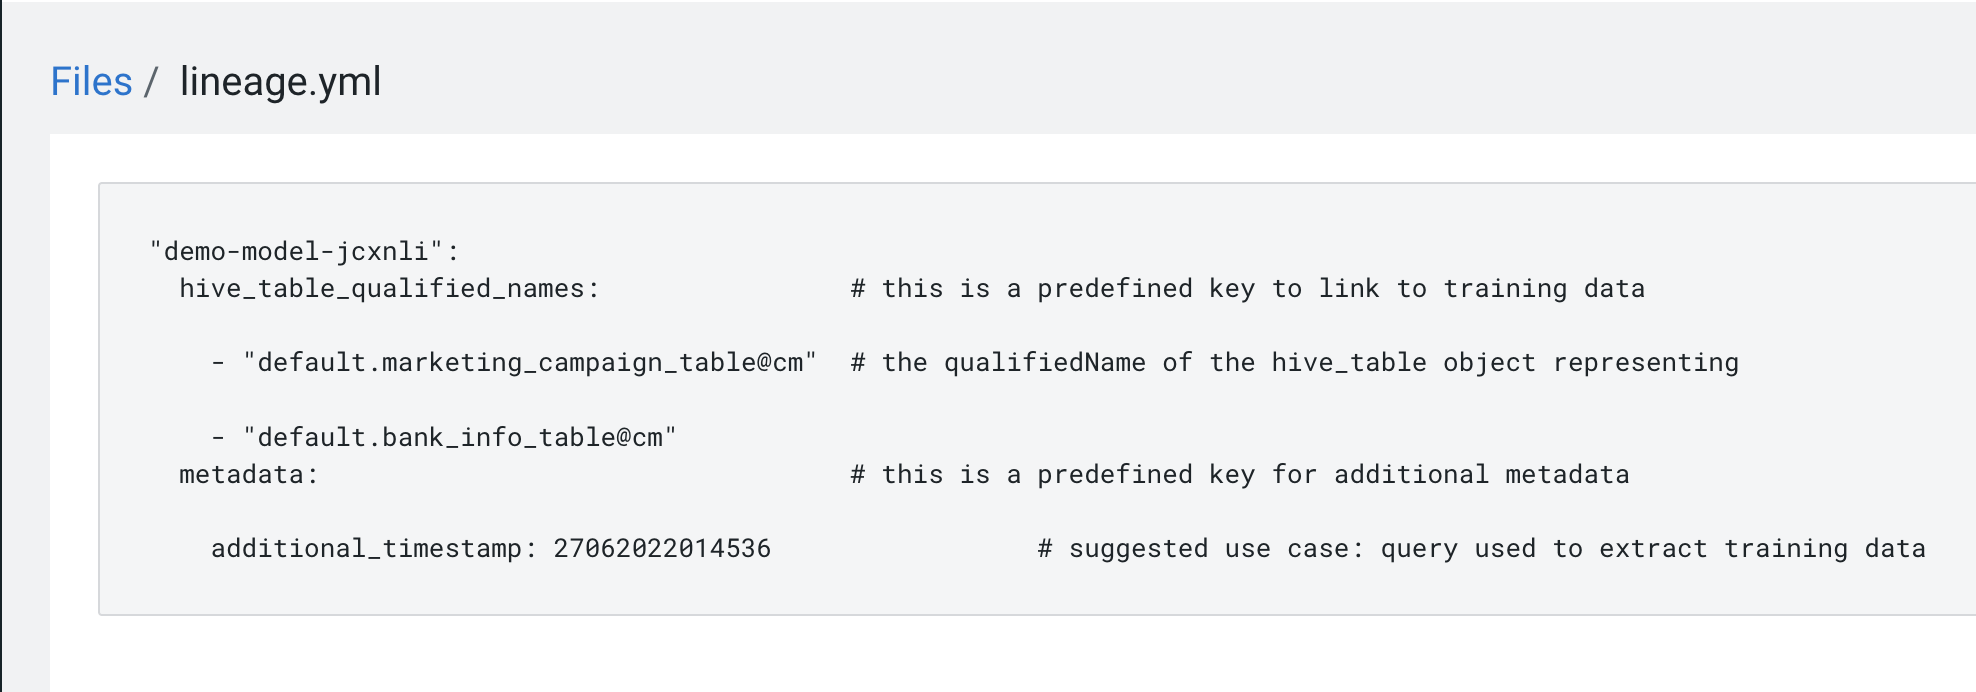 Files / lineage.yml
"demo-model-jcxnli":
hive_table_qualified_names: # this is a predefined key to link to training data
- "default.marketing_campaign_table@cm" # the qualifiedName of the hive_table object representing
- "default.bank_info_table@cm"
metadata: # this is a predefined key for additional metadata
additional_timestamp: 27062022014536 # suggested use case: query used to extract training data